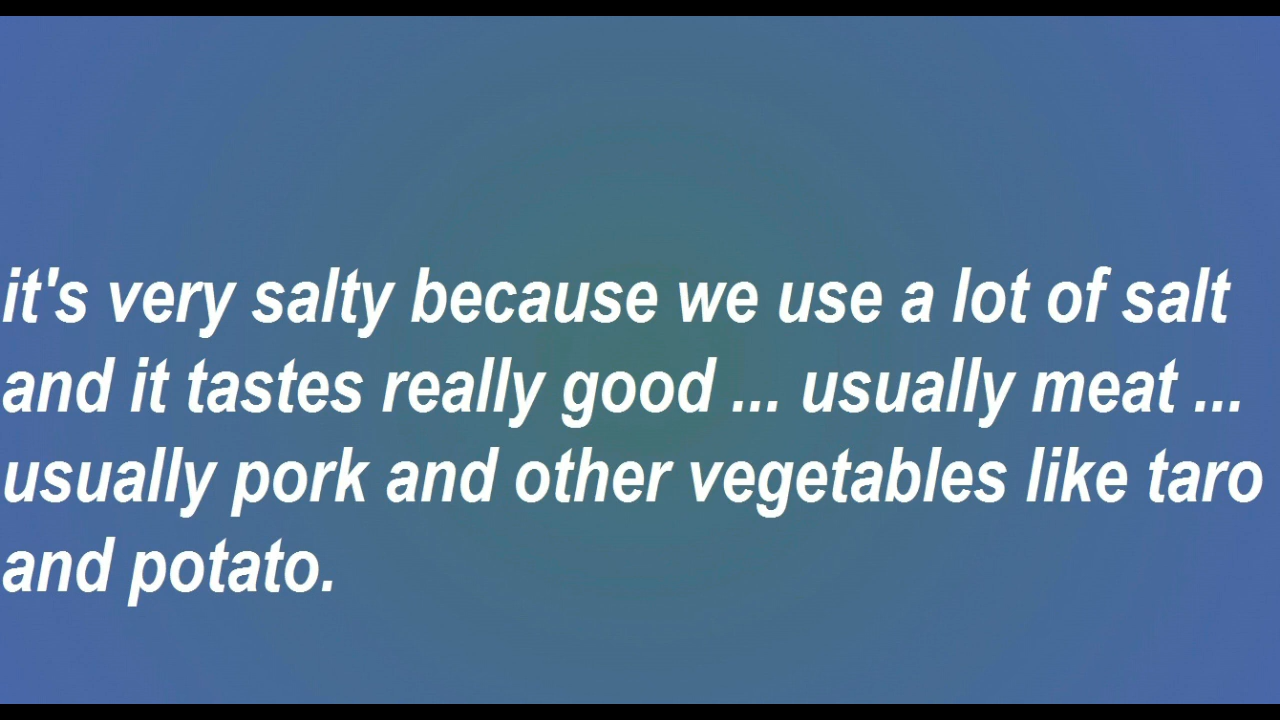 it's very salty because we use a lot of salt
and it tastes really good ... usually meat ...
usually pork and other vegetables like taro
and potato.